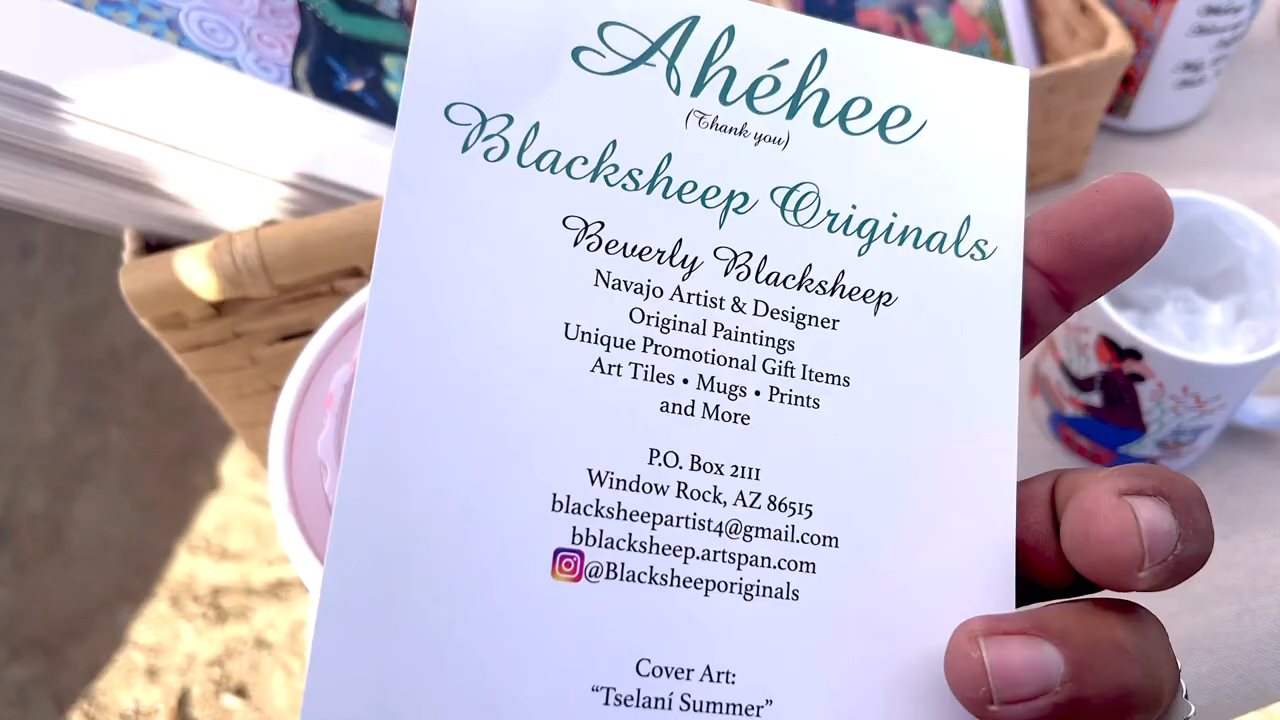 Ahéhee
(Thank you)
Blacksheep Originals
Beverly Blacksheep
Navajo Artist & Designer
Original Paintings
Unique Promotional Gift Items
Art Tiles • Mugs • Prints
and More
P.O. Box 2111
Window Rock, AZ 86515
blacksheepartist4@gmail.com
bblacksheep.artspan.com
@Blacksheeporiginals
Cover Art:
“Tselaní Summer”